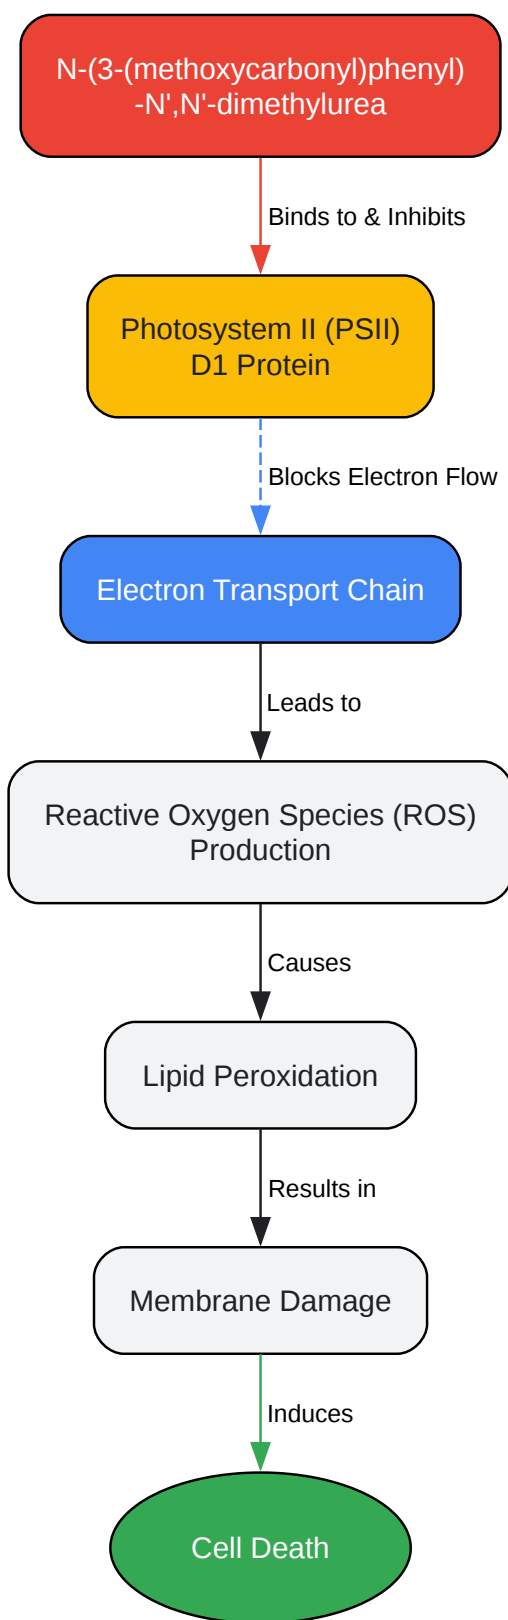 N-(3-(methoxycarbonyl)phenyl)
-N',N'-dimethylurea
Binds to & Inhibits
Photosystem II (PSII)
D1 Protein
Blocks Electron Flow
Electron Transport Chain
Leads to
Reactive Oxygen Species (ROS)
Production
Causes
Lipid Peroxidation
Results in
Membrane Damage
Induces
Cell Death